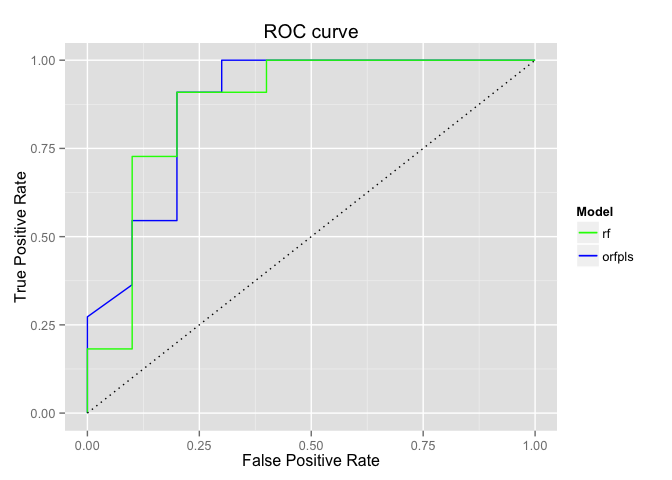 ROC curve
True Positive Rate
1.00
0.75
0.50
0.25
0.00
0.00 0.25 0.50 0.75 1.00
False Positive Rate
Model
rf
orfpls